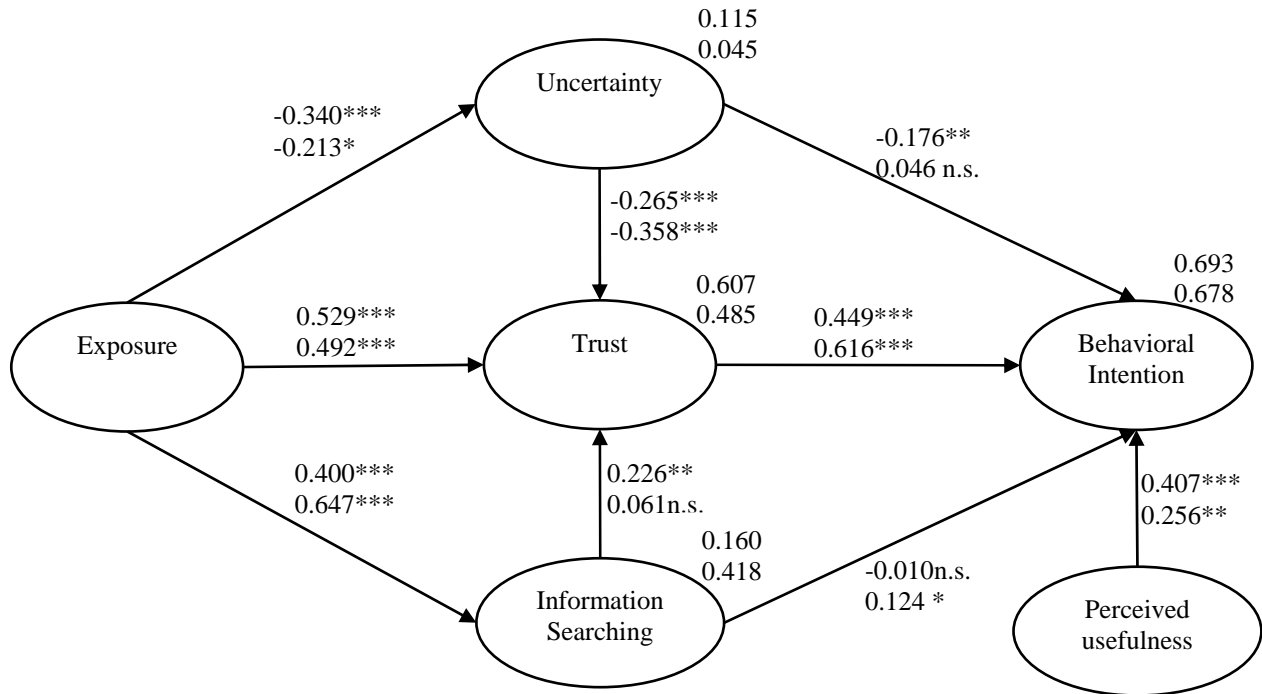 0.115
0.045
Uncertainty
-0.340***
-0.213*
-0.176**
0.046 n.s.
-0.265***
-0.358***
0.693
0.678
0.607
0.485
Exposure
0.529***
0.492***
Trust
0.449***
0.616***
Behavioral
Intention
0.400***
0.647***
0.226**
0.061n.s.
0.407***
0.256**
0.160
0.418
Information
Searching
-0.010n.s.
0.124 *
Perceived
usefulness